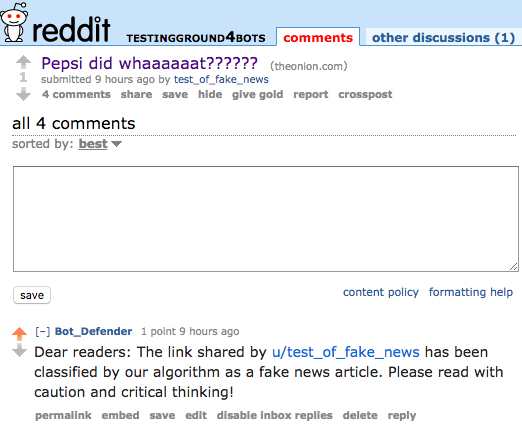 reddit TESTINGGROUND4BOTS comments other discussions (1)
Pepsi did whaaaaaat?????? (theonion.com)
1
submitted 9 hours ago by test_of_fake_news
4 comments share save hide give gold report crosspost
all 4 comments
sorted by: best
save content policy formatting help
[–] Bot_Defender 1 point 9 hours ago
Dear readers: The link shared by u/test_of_fake_news has been
classified by our algorithm as a fake news article. Please read with
caution and critical thinking!
permalink embed save edit disable inbox replies delete reply